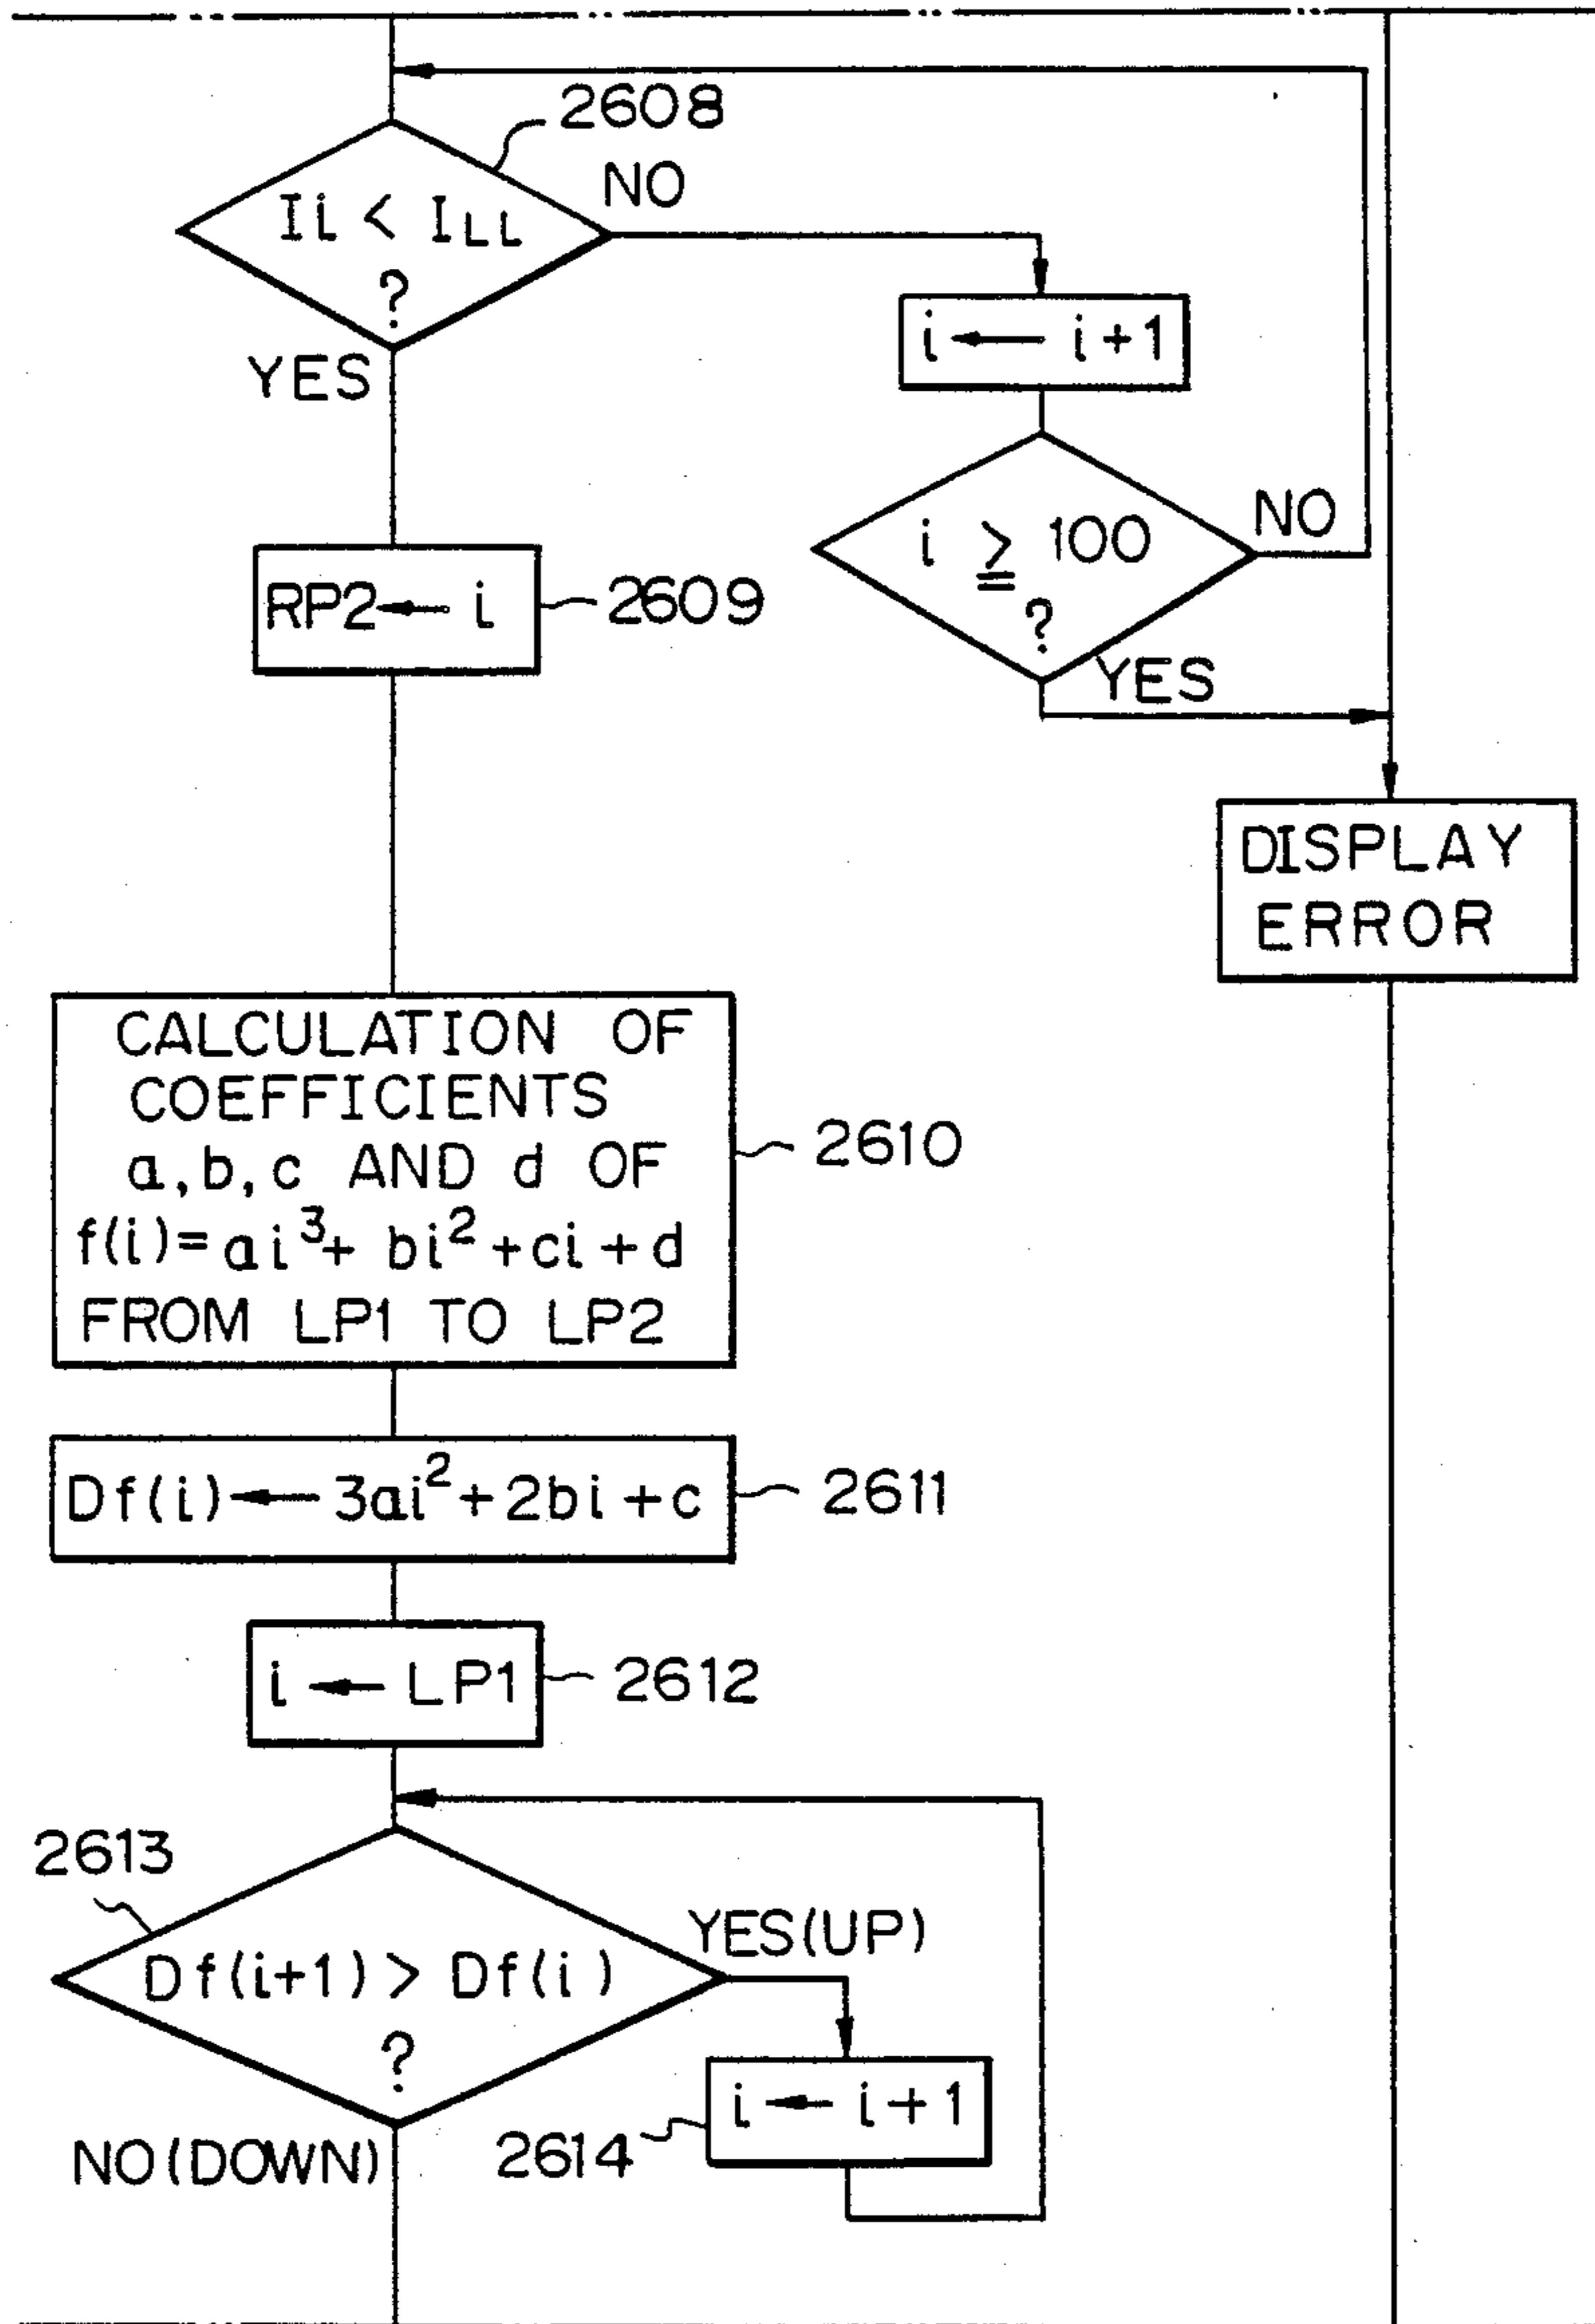 2608
NO
Ii < ILL
?
YES
i ← i+1
i ≧ 100
?
NO
YES
RP2 ← i
2609
DISPLAY
ERROR
CALCULATION OF
COEFFICIENTS
a, b, c AND d OF
f(i) = ai³ + bi² + ci + d
FROM LP1 TO LP2
2610
Df(i) ← 3ai² + 2bi + c
2611
i ← LP1
2612
2613
YES(UP)
Df(i+1) > Df(i)
?
NO(DOWN)
i ← i+1
2614